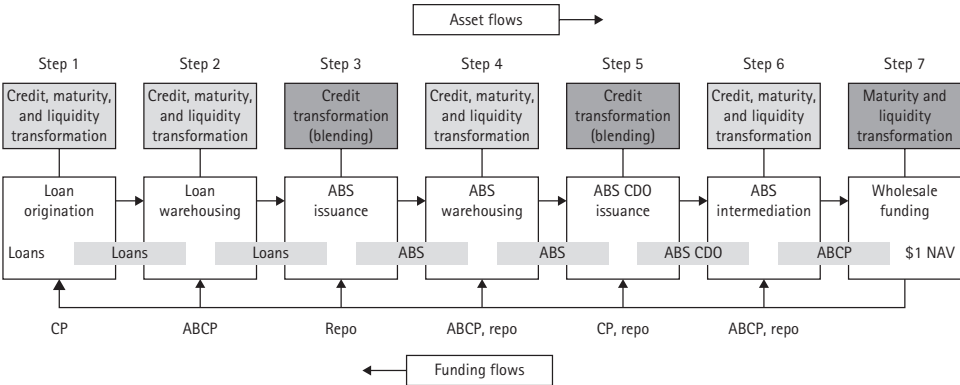 Asset flows
Step 1 Step 2 Step 3 Step 4 Step 5 Step 6 Step 7
Credit, maturity,
and liquidity
transformation
Credit, maturity,
and liquidity
transformation
Credit
transformation
(blending)
Credit, maturity,
and liquidity
transformation
Credit
transformation
(blending)
Credit, maturity,
and liquidity
transformation
Maturity and
liquidity
transformation
Loan
origination
Loan
warehousing
ABS
issuance
ABS
warehousing
ABS CDO
issuance
ABS
intermediation
Wholesale
funding
Loans Loans Loans ABS ABS ABS CDO ABCP $1 NAV
CP ABCP Repo ABCP, repo CP, repo ABCP, repo
Funding flows